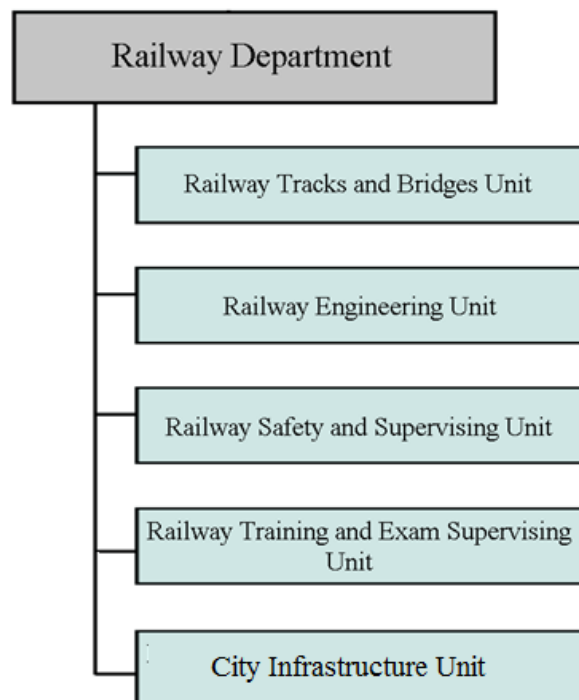 Railway Department
Railway Tracks and Bridges Unit
Railway Engineering Unit
Railway Safety and Supervising Unit
Railway Training and Exam Supervising
Unit
City Infrastructure Unit